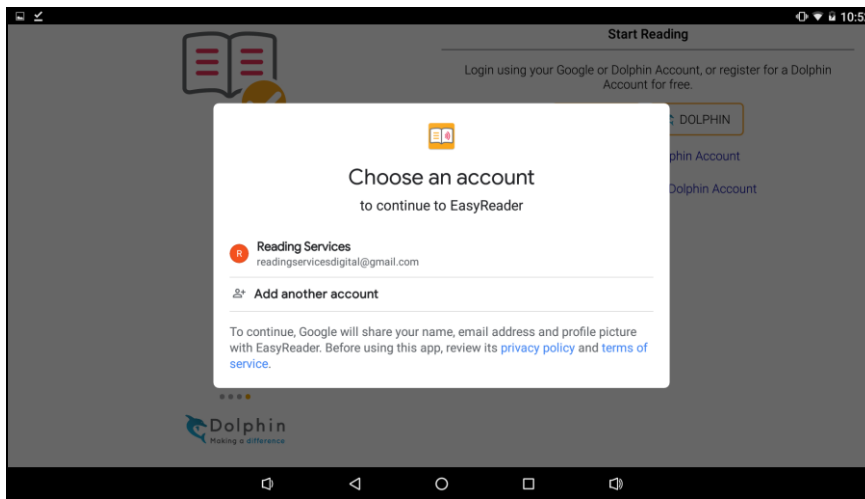 10:5
Start Reading
Login using your Google or Dolphin Account, or register for a Dolphin
Account for free.
DOLPHIN
phin Account
Dolphin Account
Choose an account
to continue to EasyReader
R
Reading Services
readingservicesdigital@gmail.com
Add another account
To continue, Google will share your name, email address and profile picture
with EasyReader. Before using this app, review its privacy policy and terms of
service.
Dolphin
Making a difference